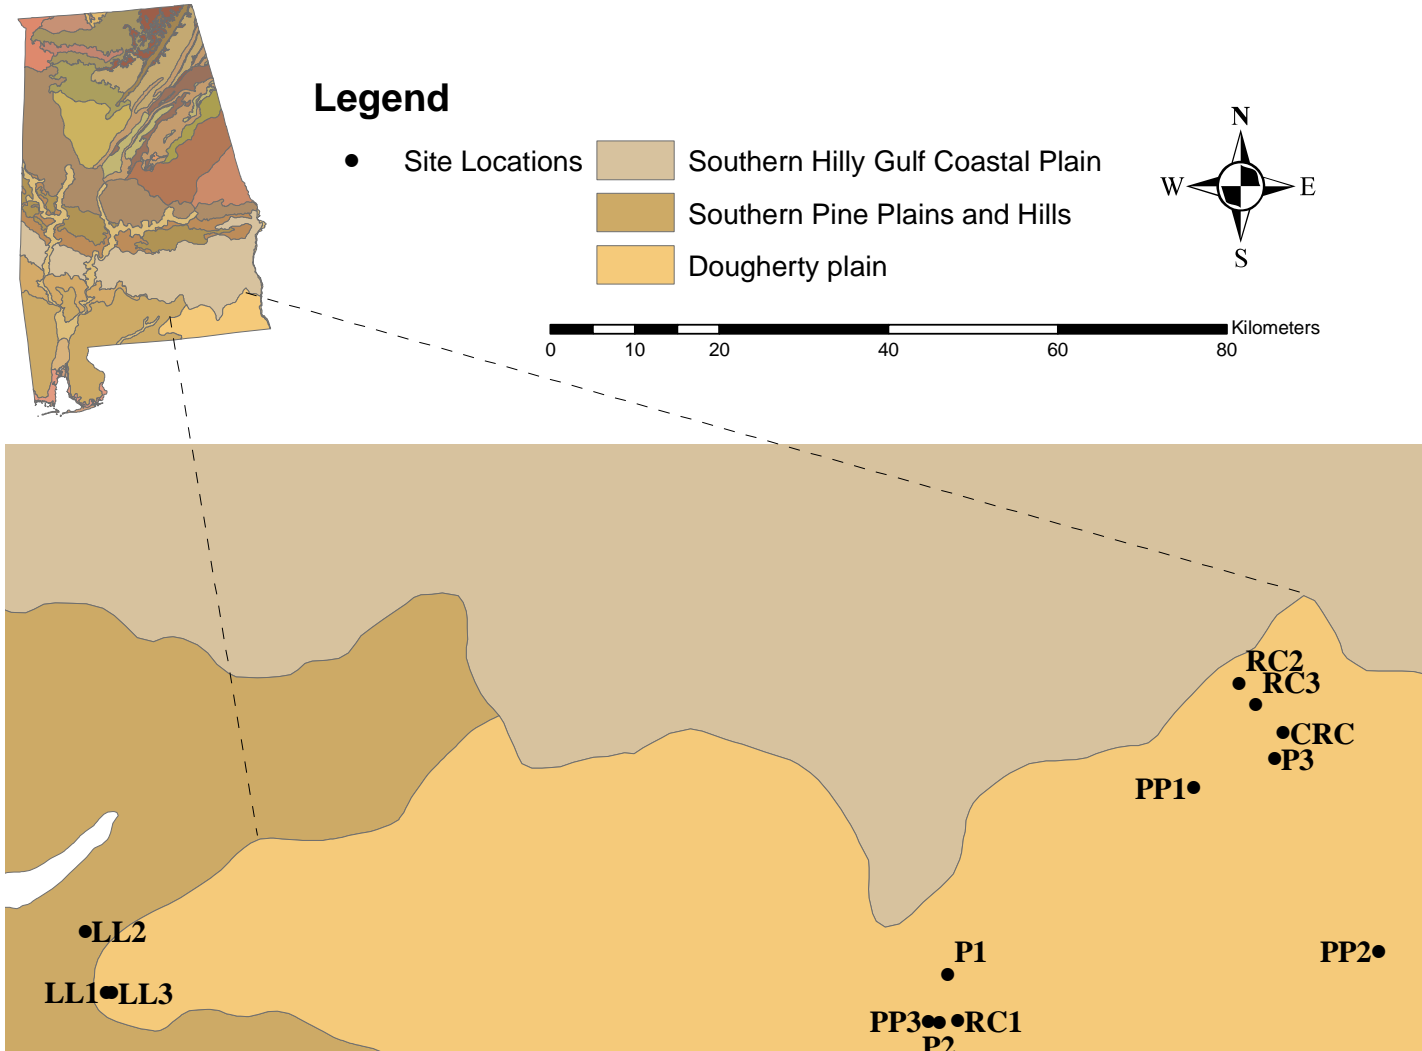 Legend
Site Locations
Southern Hilly Gulf Coastal Plain
Southern Pine Plains and Hills
Dougherty plain
N
W E
S
Kilometers
0 10 20 40 60 80
RC2
RC3
CRC
P3
PP1
LL2
PP2
P1
LL1 LL3
PP3 RC1
P2